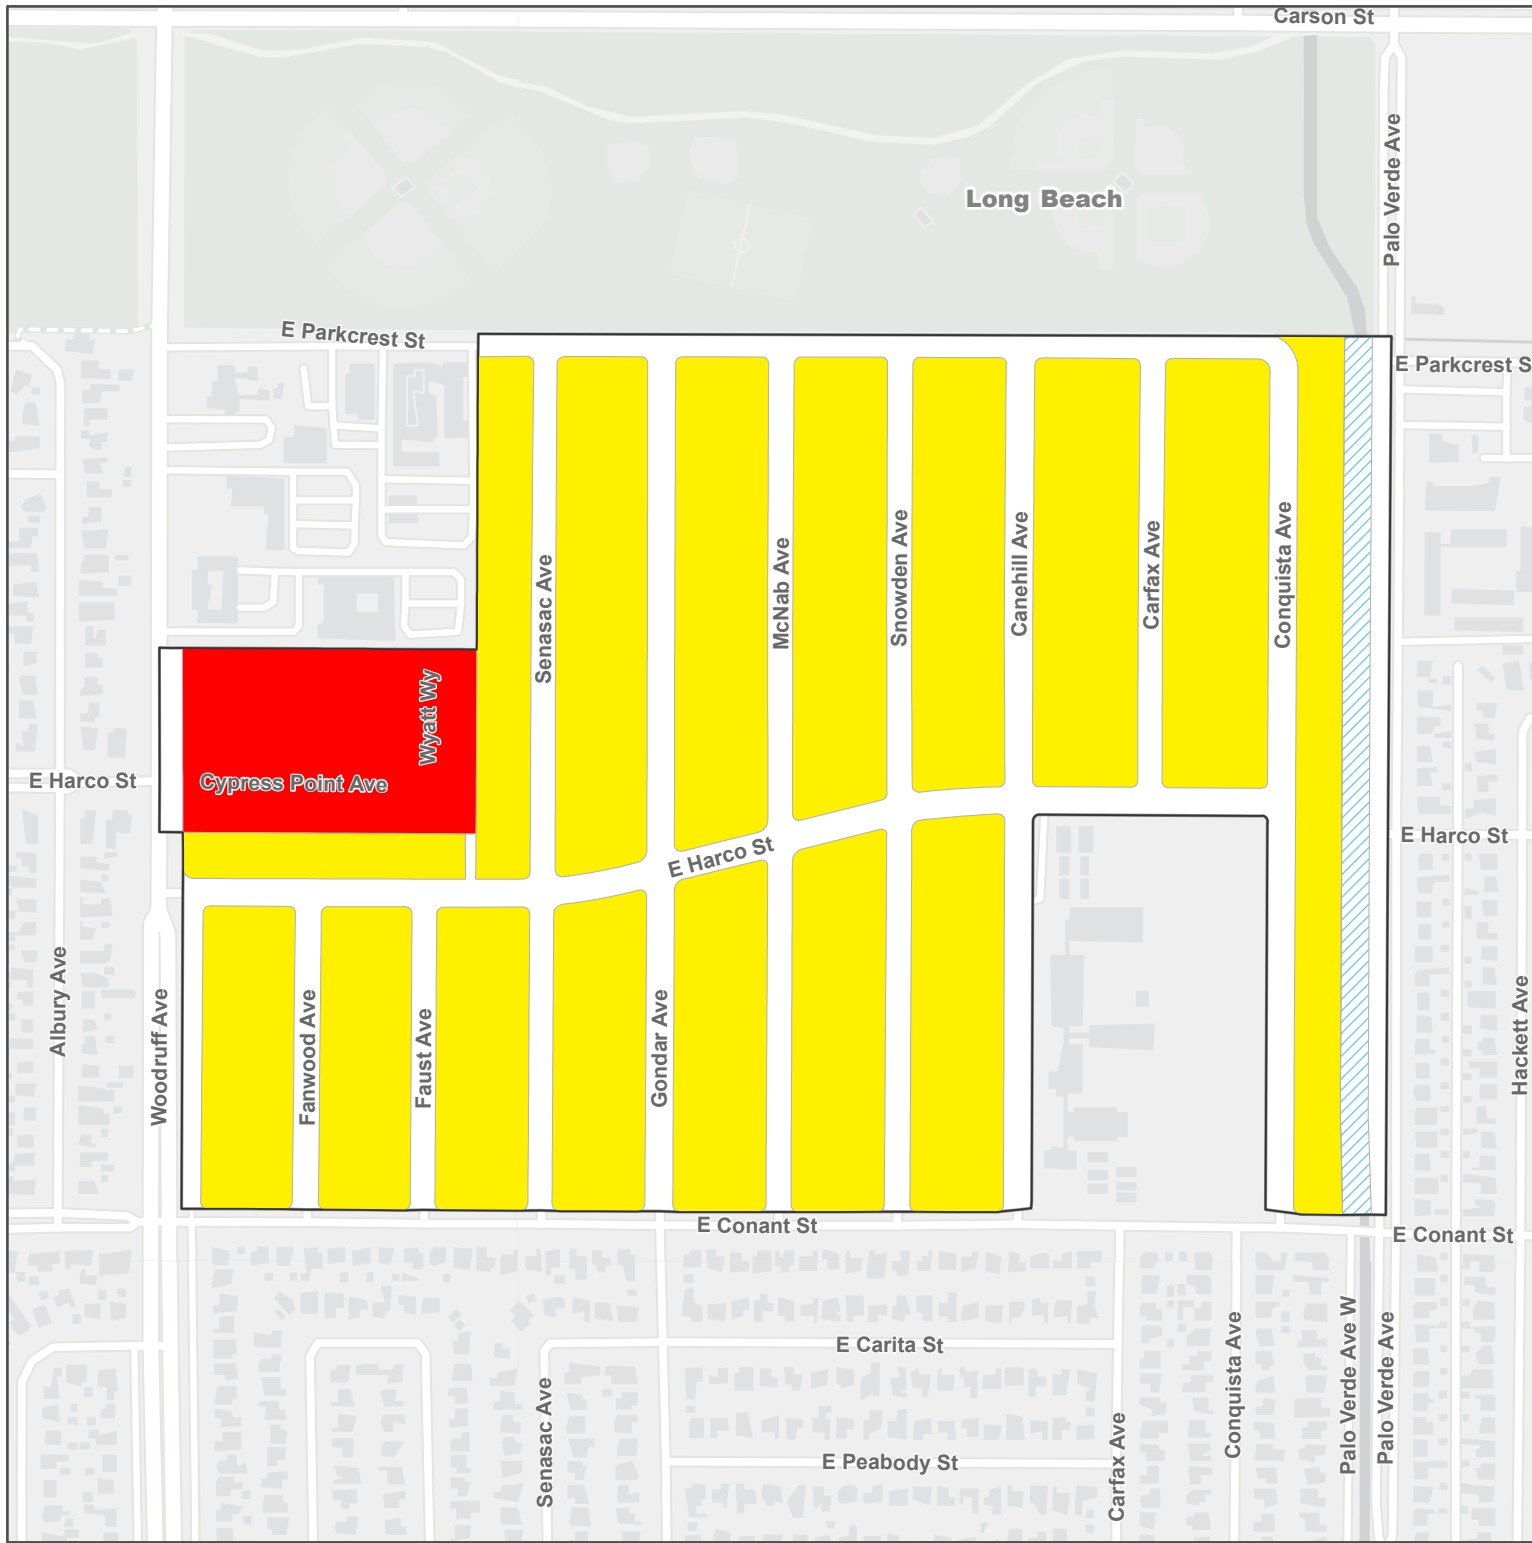 Carson St
Palo Verde Ave
Long Beach
E Parkcrest St
E Parkcrest S
Senasac Ave
McNab Ave
Snowden Ave
Canehill Ave
Carfax Ave
Conquista Ave
Wyatt Wy
Cypress Point Ave
E Harco St
E Harco St
E Harco St
Albury Ave
Woodruff Ave
Fanwood Ave
Faust Ave
Gondar Ave
Hackett Ave
E Conant St
E Conant St
E Carita St
Senasac Ave
E Peabody St
Carfax Ave
Conquista Ave
Palo Verde Ave W
Palo Verde Ave